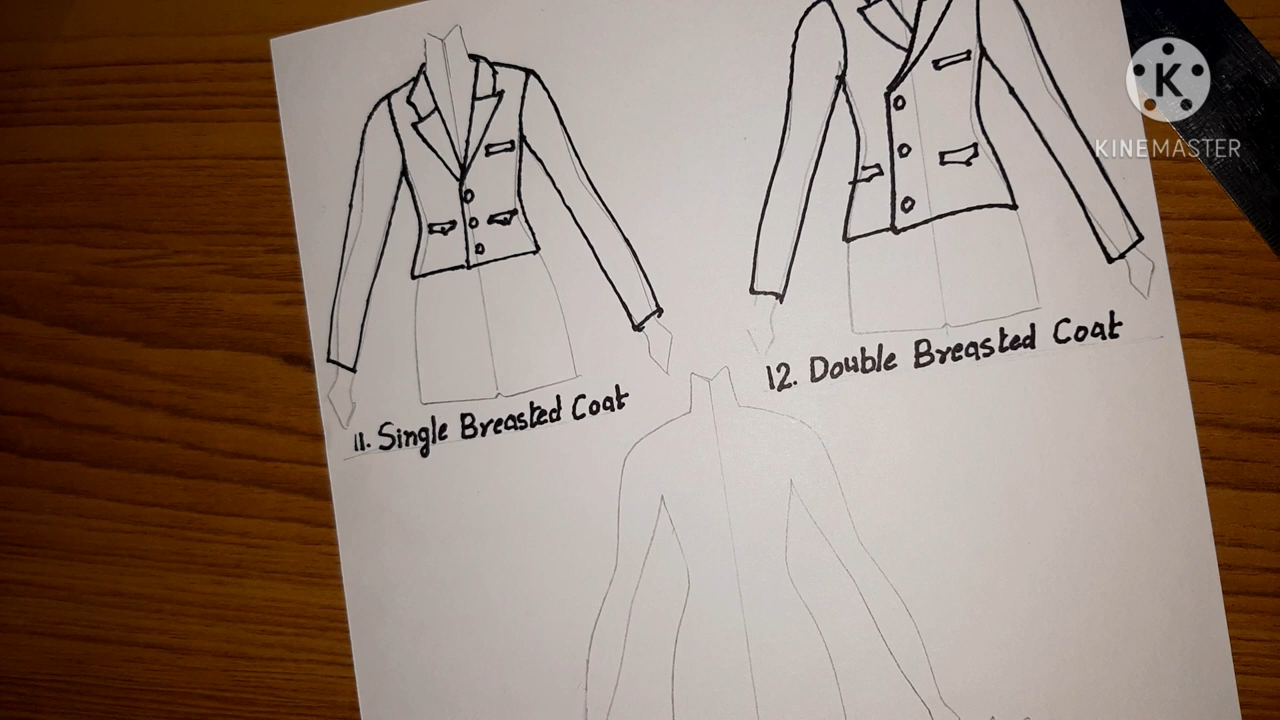 K
KINEMASTER
11. Single Breasted Coat
12. Double Breasted Coat